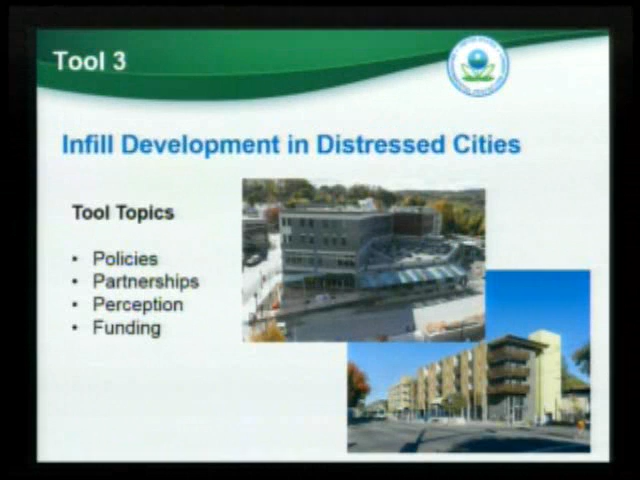 Tool 3
Infill Development in Distressed Cities
Tool Topics
• Policies
• Partnerships
• Perception
• Funding